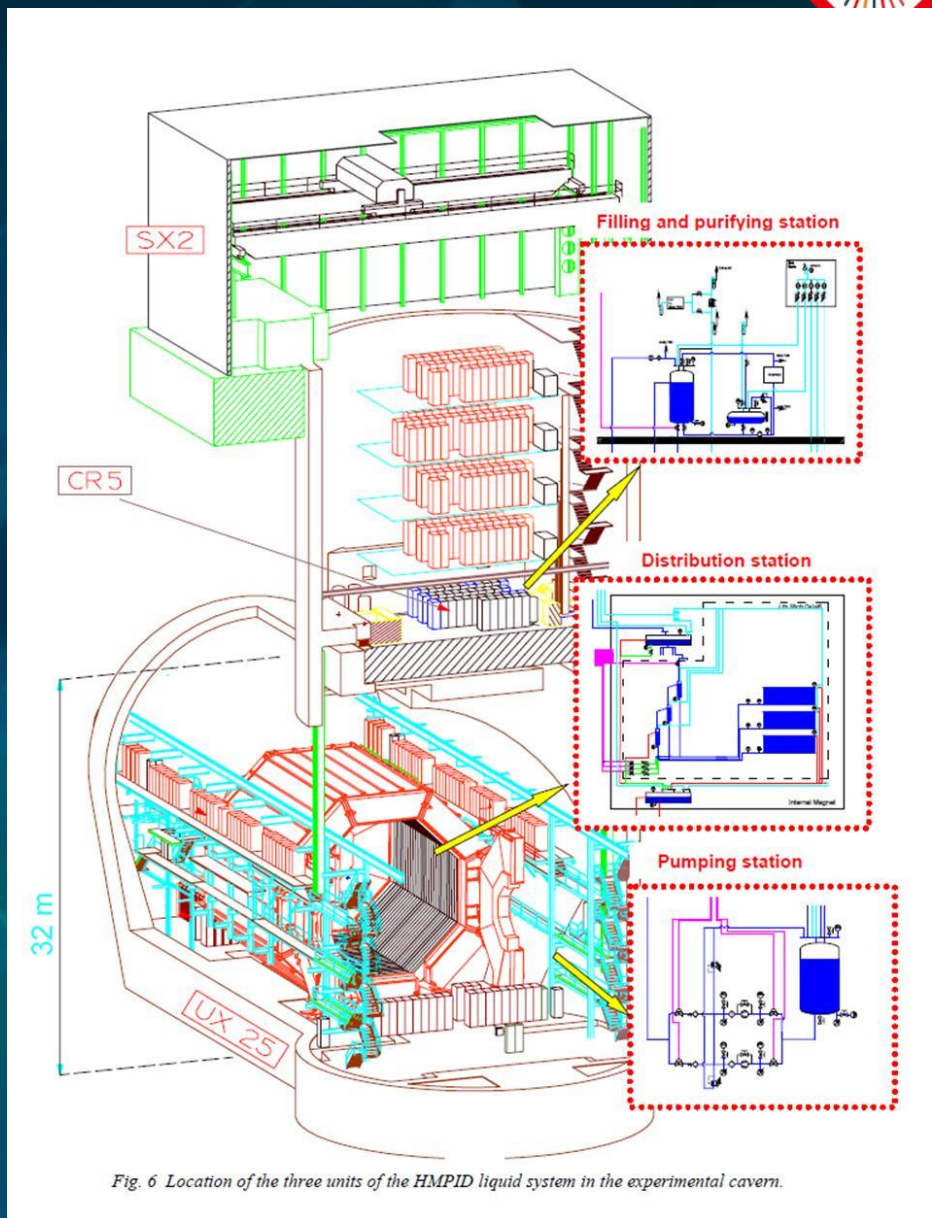 SX2
Filling and purifying station
CR5
Distribution station
Internal Magnet
Pumping station
32 m
UX 25
Fig. 6 Location of the three units of the HMPID liquid system in the experimental cavern.